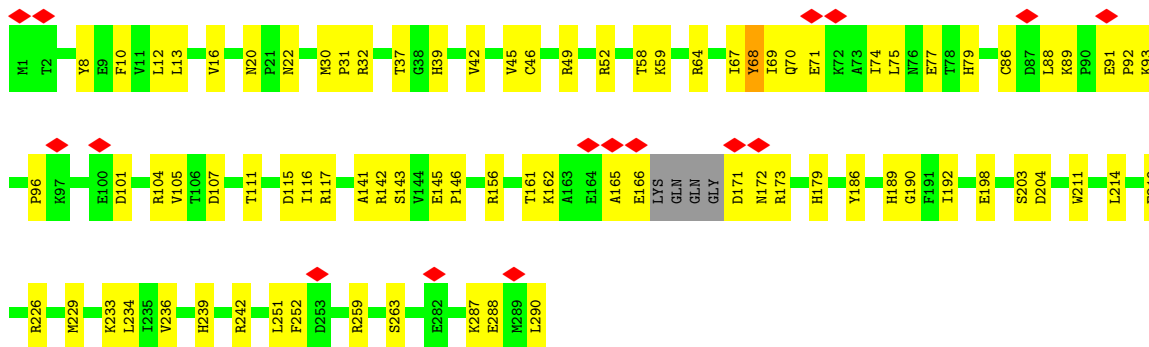 M1 T2 Y8 E9 F10 V11 L12 L13 V16 N20 P21 N22 M30 P31 R32 T37 G38 H39 V42 V45 C46 R49 R52 T58 K59 R64 I67 Y68 I69 Q70 E71 K72 A73 I74 L75 N76 E77 T78 H79 C86 D87 L88 K89 P90 E91 P92 K93
P96 K97 E100 D101 R104 V105 T106 D107 T111 D115 I116 R117 A141 R142 S143 V144 E145 P146 R156 T161 K162 A163 E164 A165 E166 LYS GLN GLN GLY D171 N172 R173 H179 Y186 H189 G190 F191 I192 E198 S203 D204 W211 L214
R226 M229 K233 L234 I235 V236 H239 R242 L251 F252 D253 R259 S263 E282 K287 E288 M289 L290